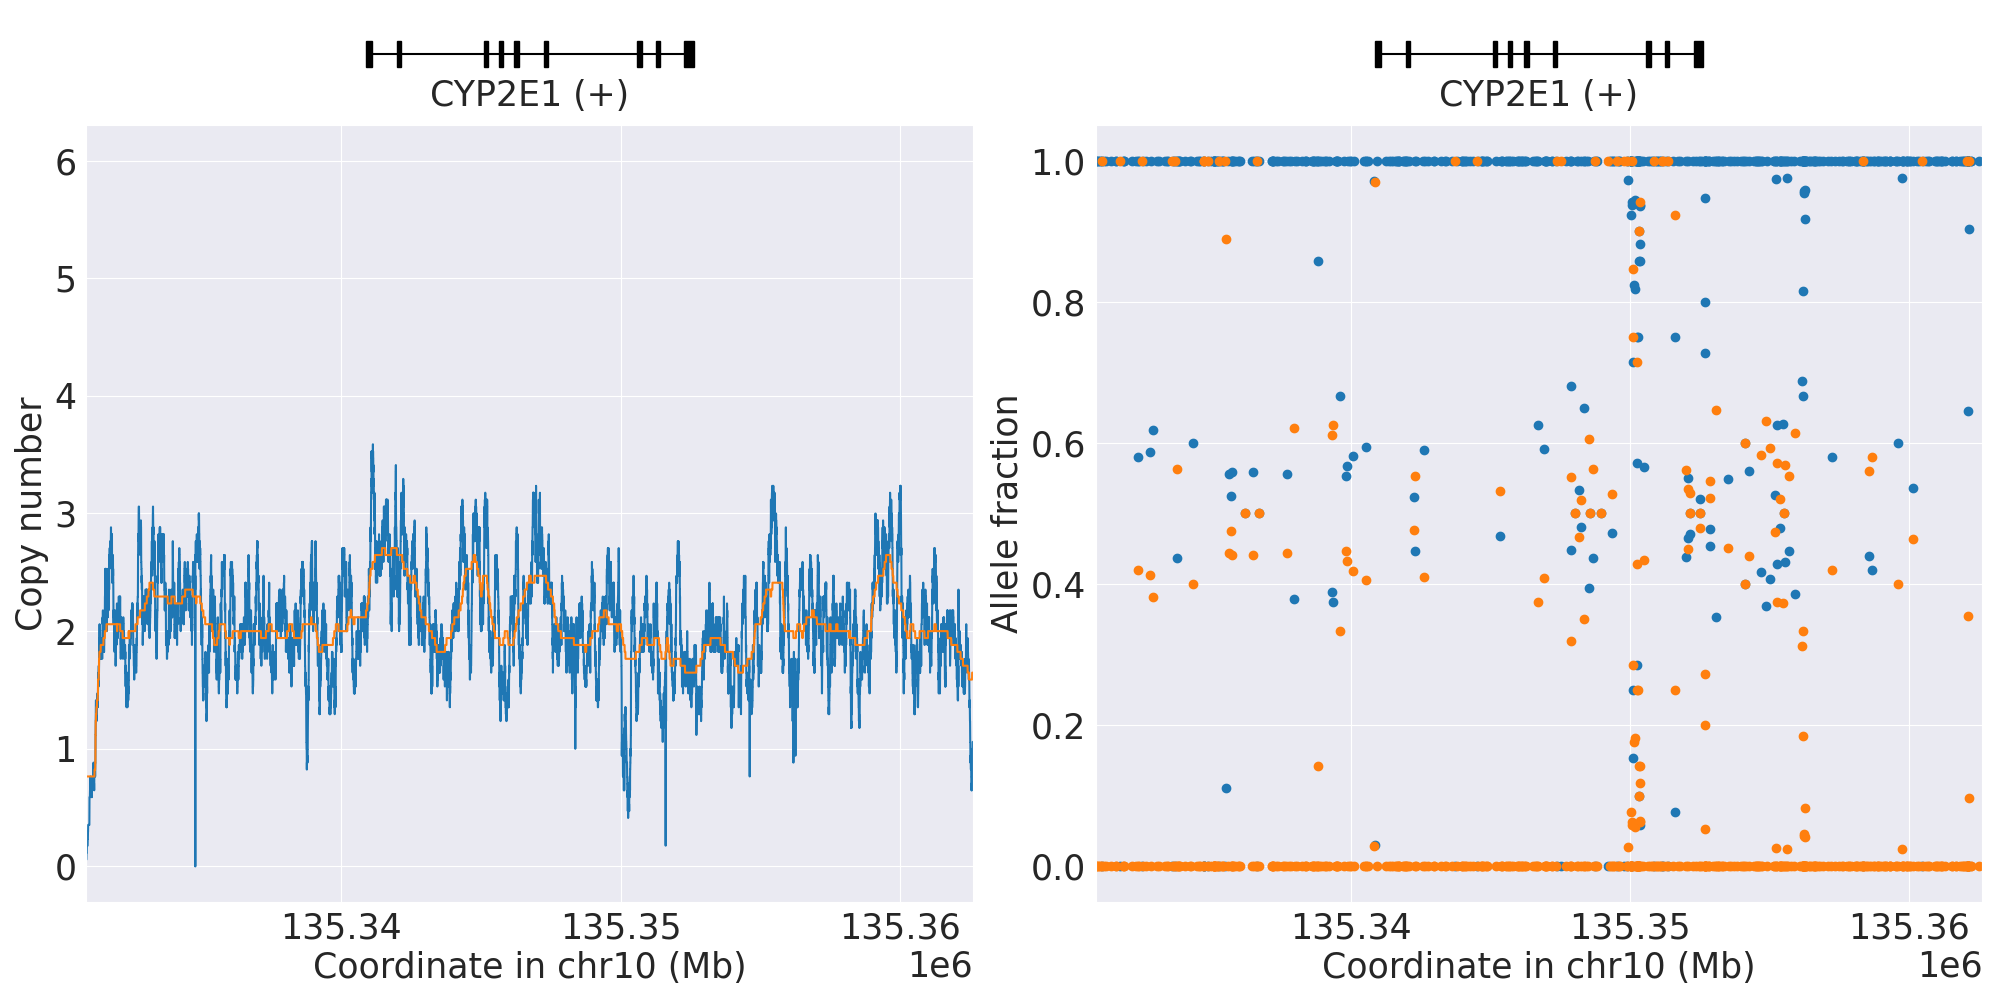 CYP2E1 (+)
6
5
4
3
2
1
0
Copy number
135.34 135.35 135.36
Coordinate in chr10 (Mb)
1e6
CYP2E1 (+)
1.0
0.8
0.6
0.4
0.2
0.0
Allele fraction
135.34 135.35 135.36
Coordinate in chr10 (Mb)
1e6